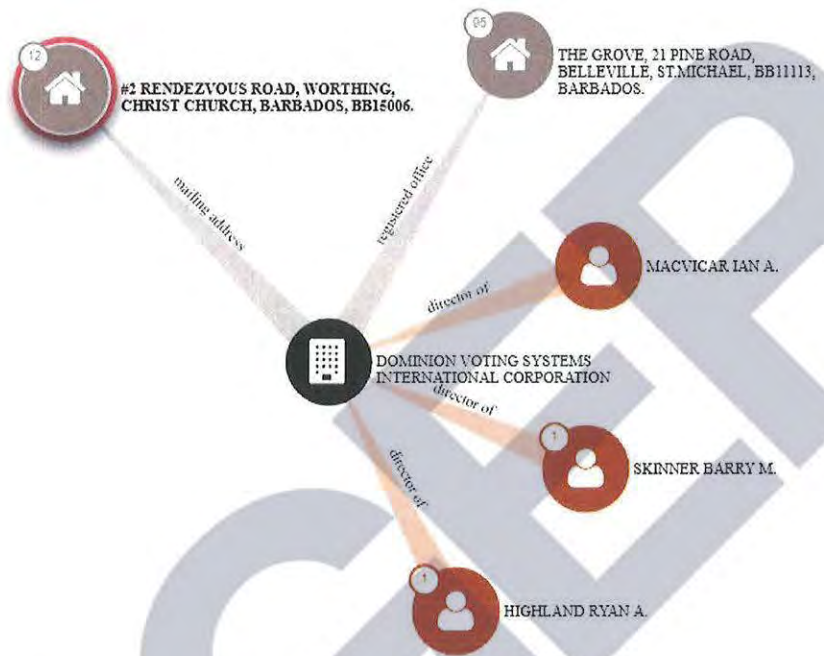 12
#2 RENDEZVOUS ROAD, WORTHING,
CHRIST CHURCH, BARBADOS, BB15006.
95
THE GROVE, 21 PINE ROAD,
BELLEVILLE, ST.MICHAEL, BB11113,
BARBADOS.
mailing address
registered office
director of
MACVICAR IAN A.
DOMINION VOTING SYSTEMS
INTERNATIONAL CORPORATION
director of
1
SKINNER BARRY M.
director of
1
HIGHLAND RYAN A.